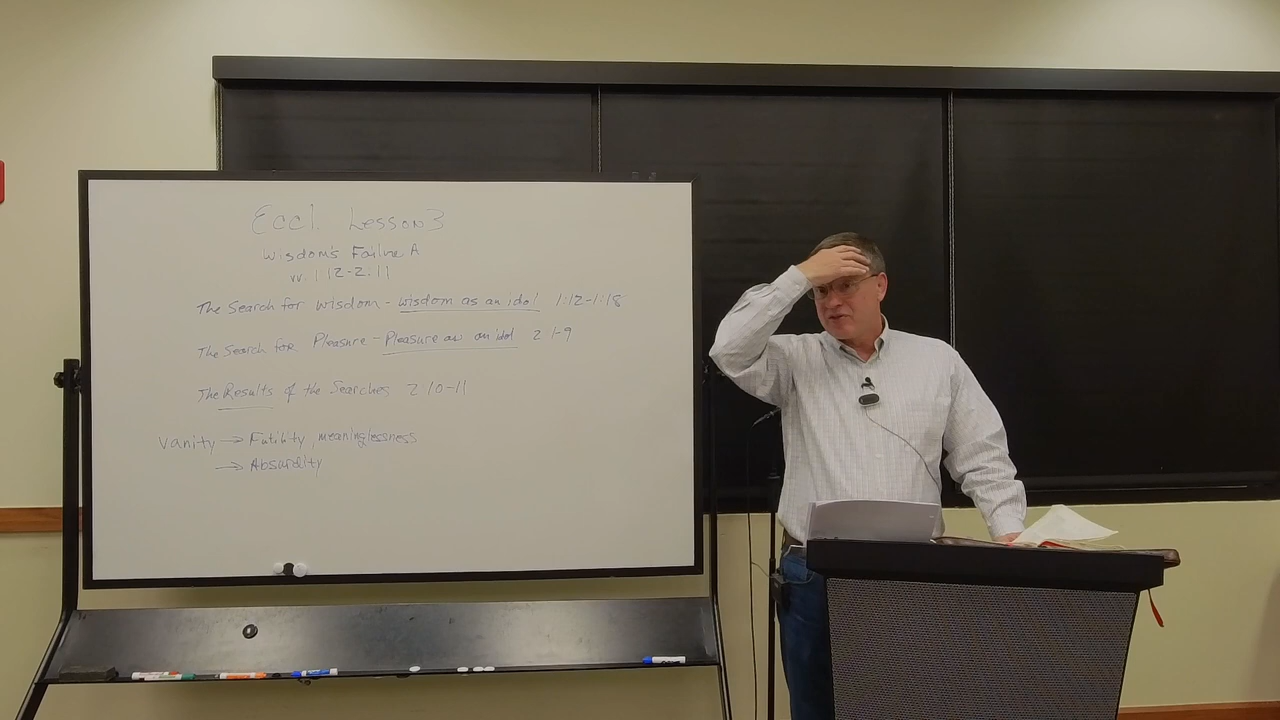 Eccl. Lesson 3
Wisdom's Failure A
vv 1:12-2:11
The Search for wisdom - wisdom as an idol 1:12-1:18
The Search for Pleasure - Pleasure as an idol 2 1-9
The Results of the Searches 2 10-11
vanity → Futility, meaninglessness
→ Absurdity